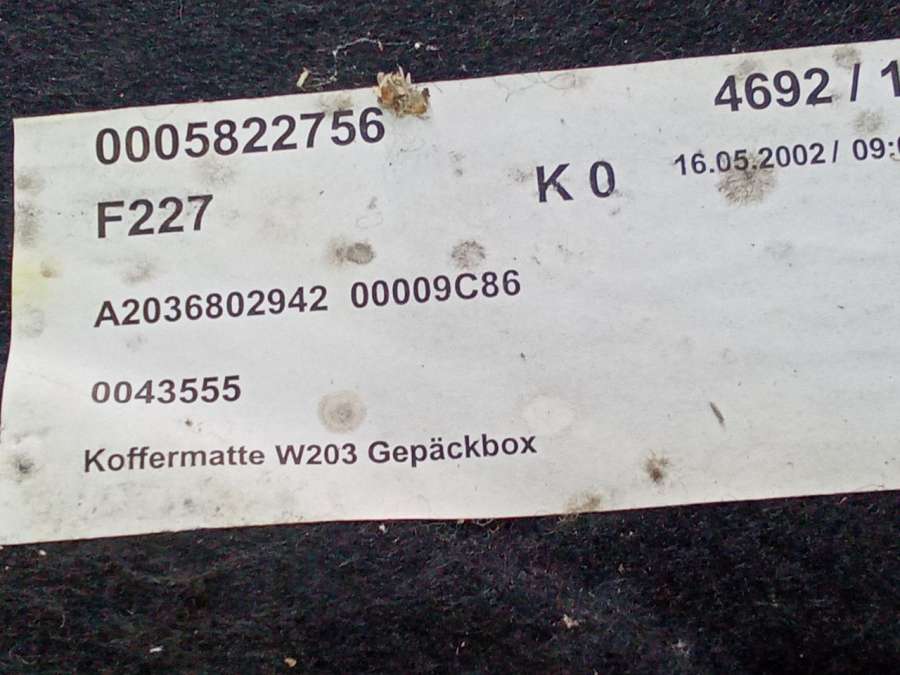 0005822756
4692 / 1
F227
K 0
16.05.2002 / 09:
A2036802942 00009C86
0043555
Koffermatte W203 Gepäckbox